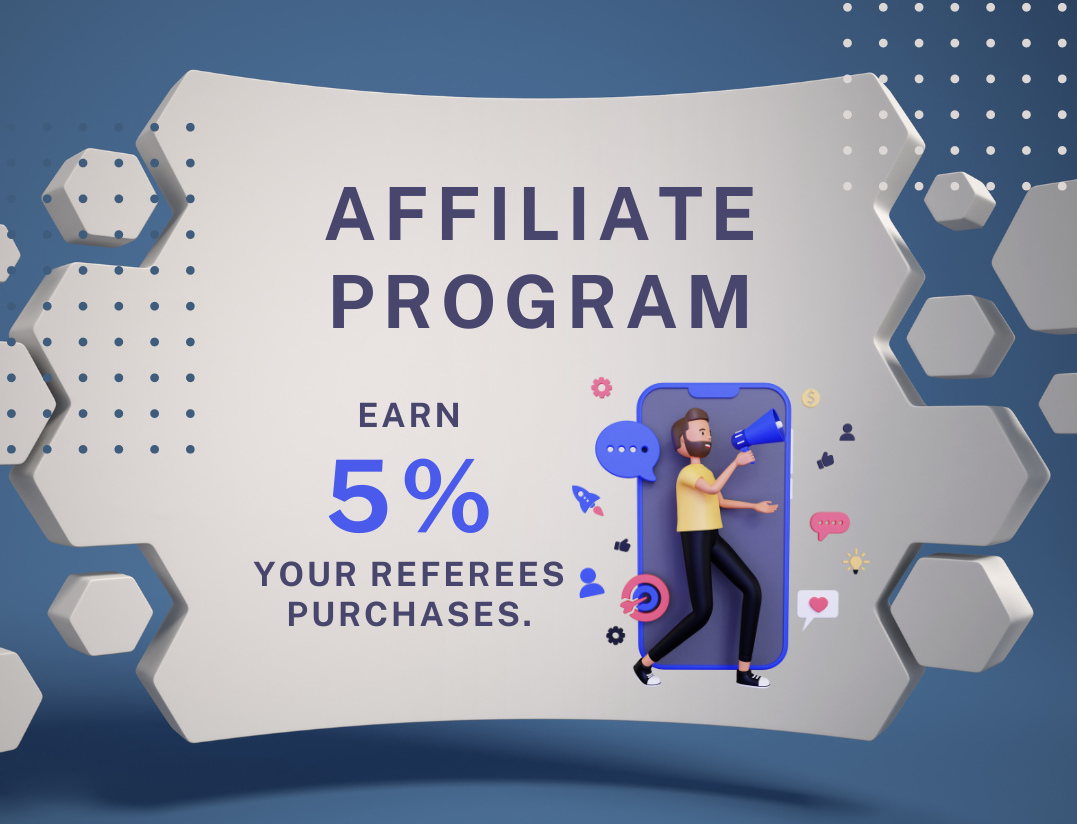 AFFILIATE
PROGRAM
EARN
5%
YOUR REFEREES
PURCHASES.
$